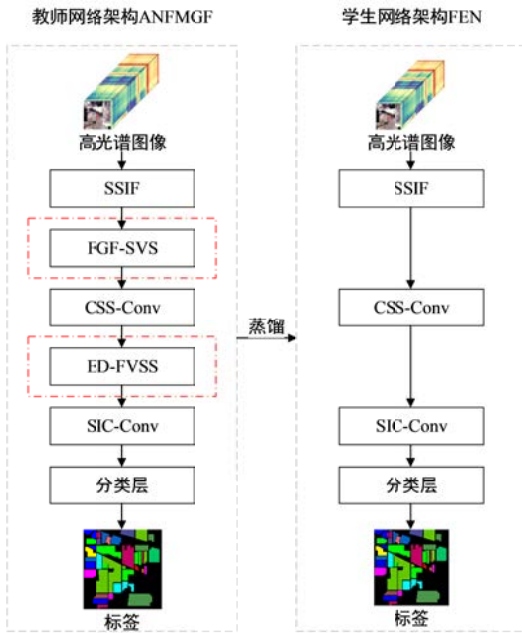 教师网络架构ANFMGF
高光谱图像
SSIF
FGF-SVS
CSS-Conv
ED-FVSS
SIC-Conv
分类层
标签
蒸馏
学生网络架构FEN
高光谱图像
SSIF
CSS-Conv
SIC-Conv
分类层
标签